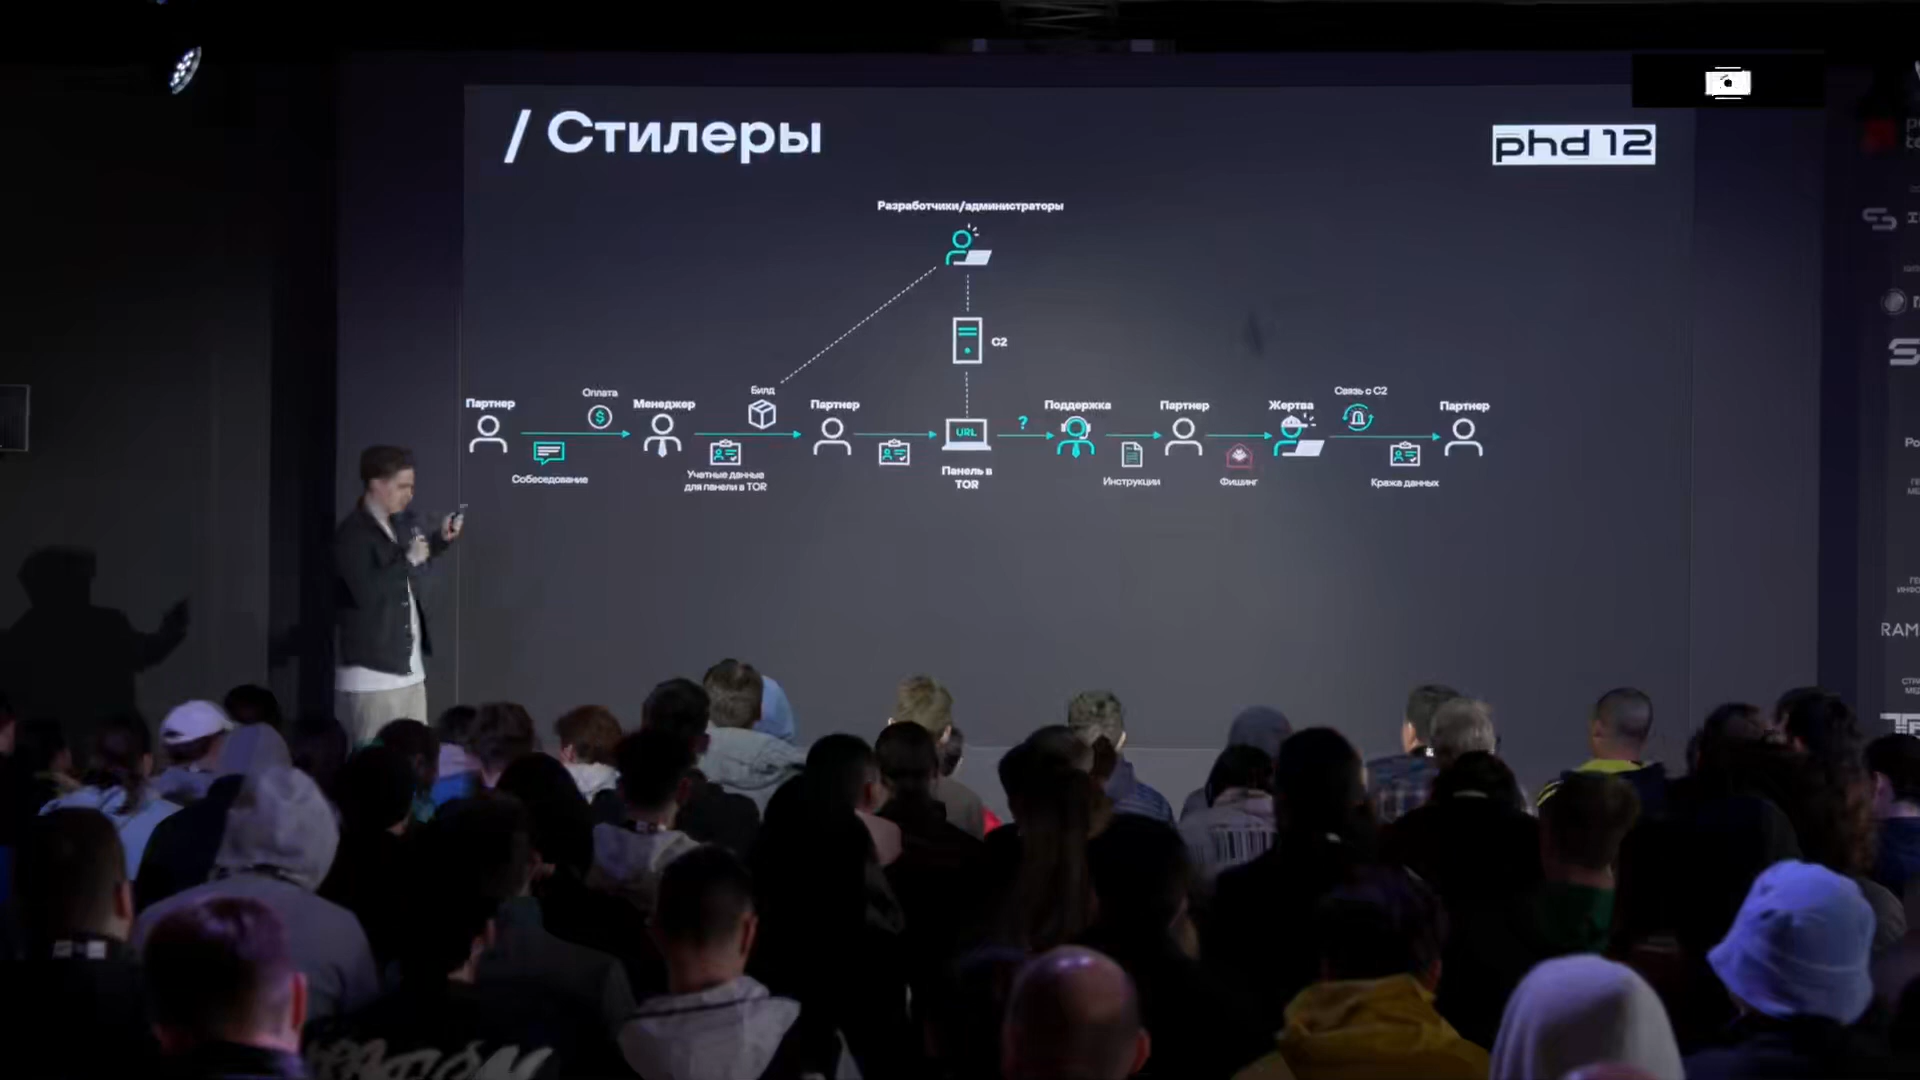 / Стилеры
phd 12
Разработчики/администраторы
C2
Партнер
Оплата
Собеседование
Менеджер
Билд
Учетные данные
для панели в TOR
Партнер
URL
Панель в
TOR
?
Поддержка
Инструкции
Партнер
Фишинг
Жертва
Связь с C2
Кража данных
Партнер
RAM